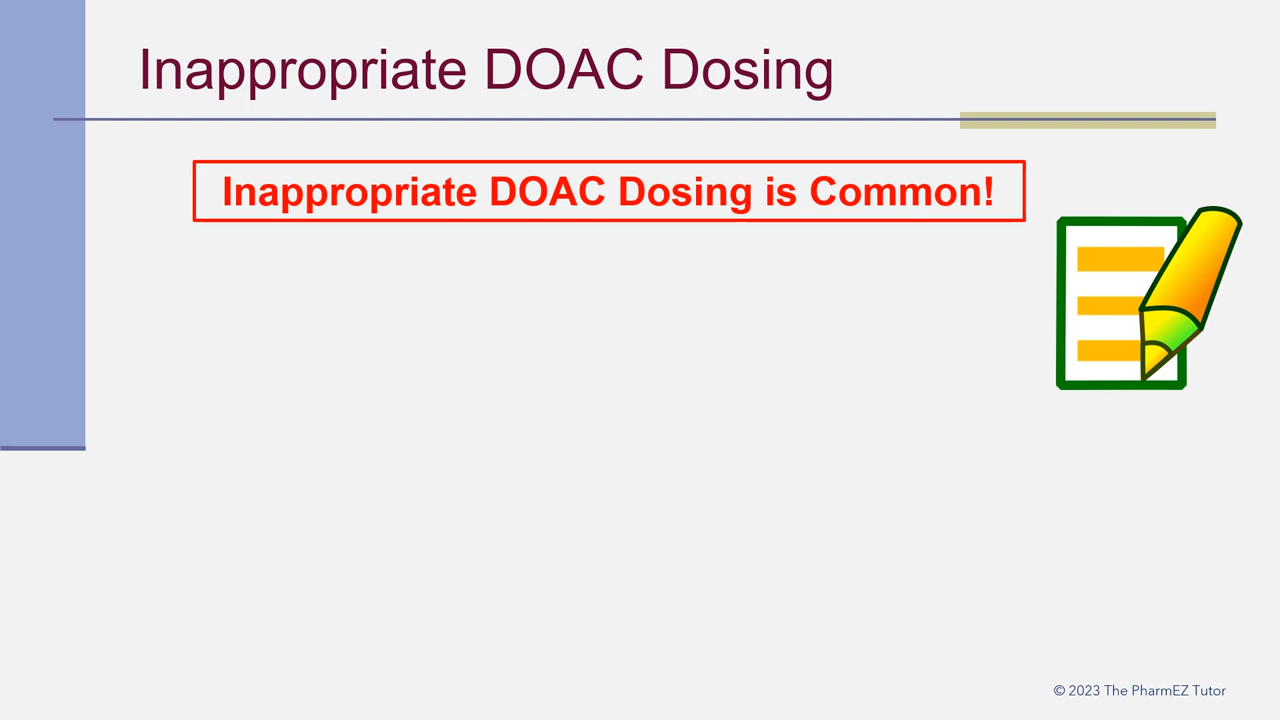 Inappropriate DOAC Dosing
Inappropriate DOAC Dosing is Common!
© 2023 The PharmEZ Tutor